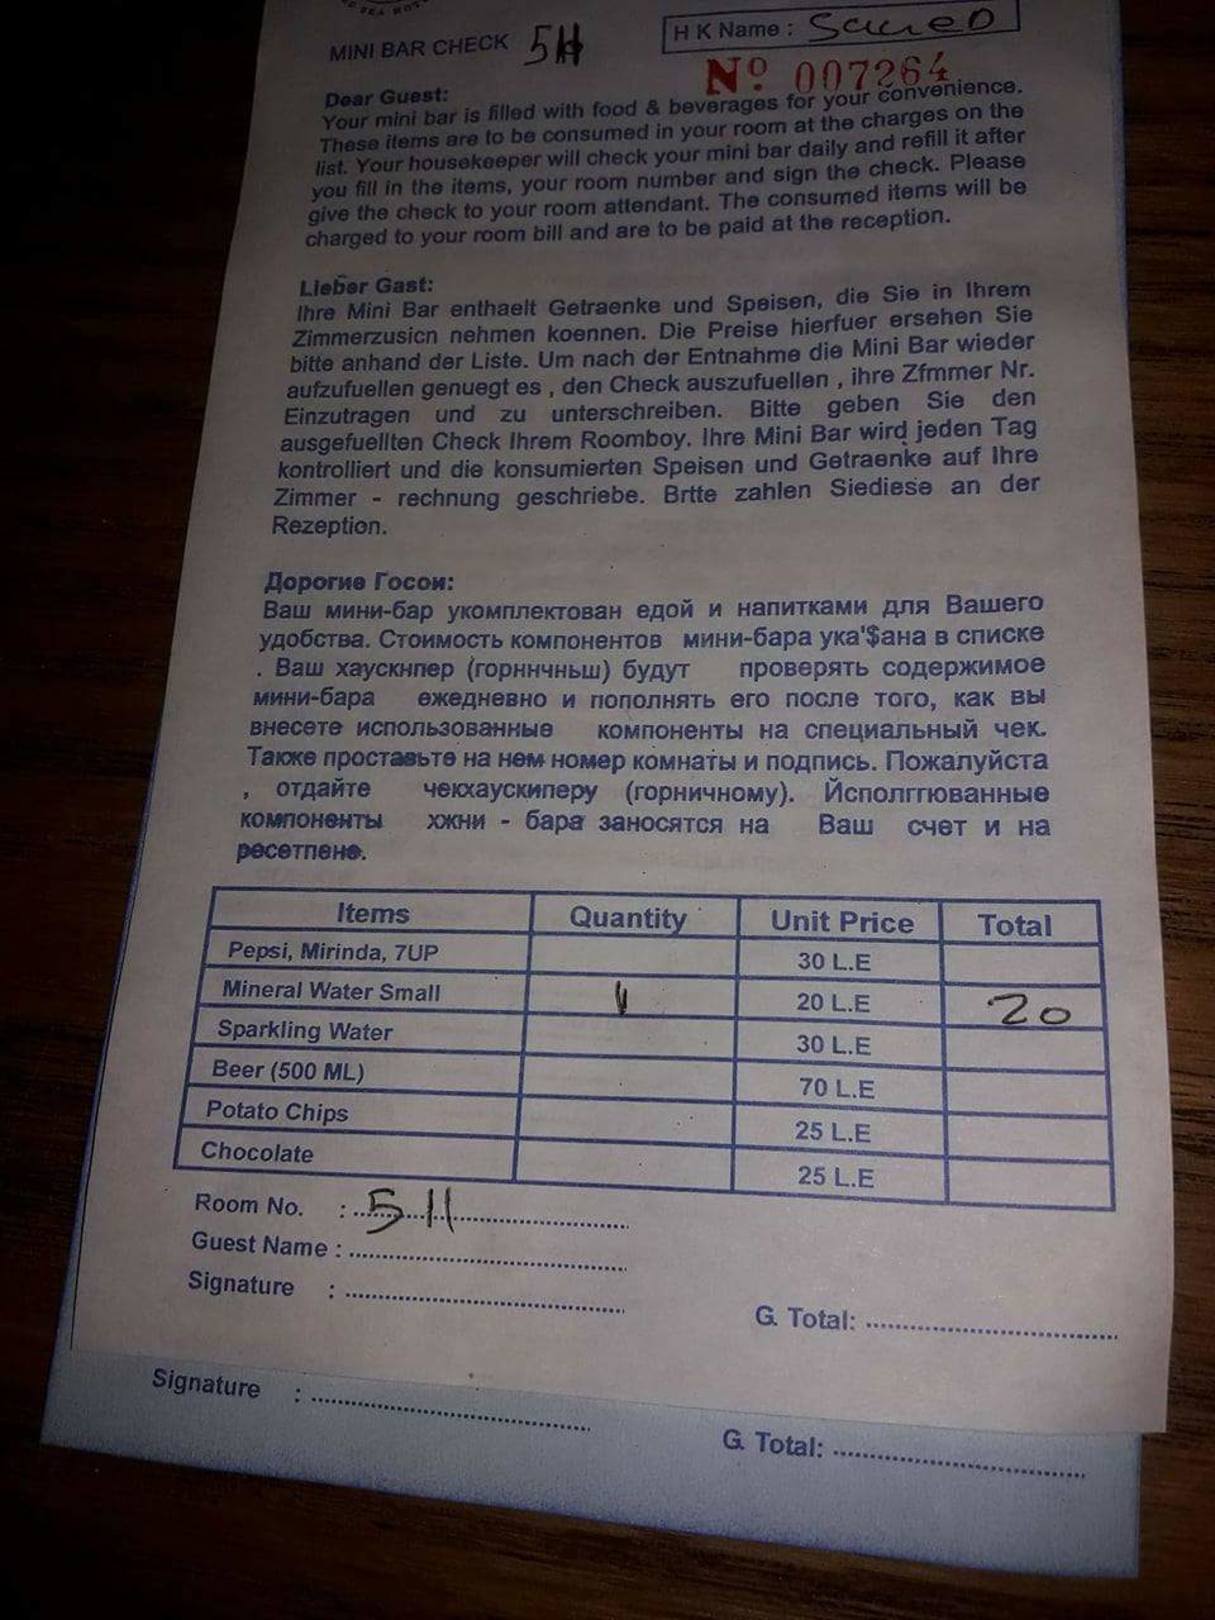 MINI BAR CHECK 511
H K Name : Saeed
Nº 007264
Dear Guest:
Your mini bar is filled with food & beverages for your convenience.
These items are to be consumed in your room at the charges on the
list. Your housekeeper will check your mini bar daily and refill it after
you fill in the items, your room number and sign the check. Please
give the check to your room attendant. The consumed items will be
charged to your room bill and are to be paid at the reception.
Lieber Gast:
Ihre Mini Bar enthaelt Getraenke und Speisen, die Sie in Ihrem
Zimmerzusicn nehmen koennen. Die Preise hierfuer ersehen Sie
bitte anhand der Liste. Um nach der Entnahme die Mini Bar wieder
aufzufuellen genuegt es , den Check auszufuellen , ihre Zfmmer Nr.
Einzutragen und zu unterschreiben. Bitte geben Sie den
ausgefuellten Check Ihrem Roomboy. Ihre Mini Bar wird jeden Tag
kontrolliert und die konsumierten Speisen und Getraenke auf Ihre
Zimmer - rechnung geschriebe. Brtte zahlen Siediese an der
Rezeption.
Дорогие Госои:
Ваш мини-бар укомплектован едой и напитками для Вашего
удобства. Стоимость компонентов мини-бара ука'$ана в списке
. Ваш хаускнпер (горннчньш) будут проверять содержимое
мини-бара ежедневно и пополнять его после того, как вы
внесете использованные компоненты на специальный чек.
Также проставьте на нем номер комнаты и подпись. Пожалуйста
, отдайте чекхаускиперу (горничному). Йсполггюванные
компоненты хжни - бара заносятся на Ваш счет и на
ресетпене.
Items Quantity Unit Price Total
Pepsi, Mirinda, 7UP 30 L.E
Mineral Water Small 1 20 L.E 20
Sparkling Water 30 L.E
Beer (500 ML) 70 L.E
Potato Chips 25 L.E
Chocolate 25 L.E
Room No. : 511
Guest Name :
Signature :
G. Total:
Signature :
G. Total: